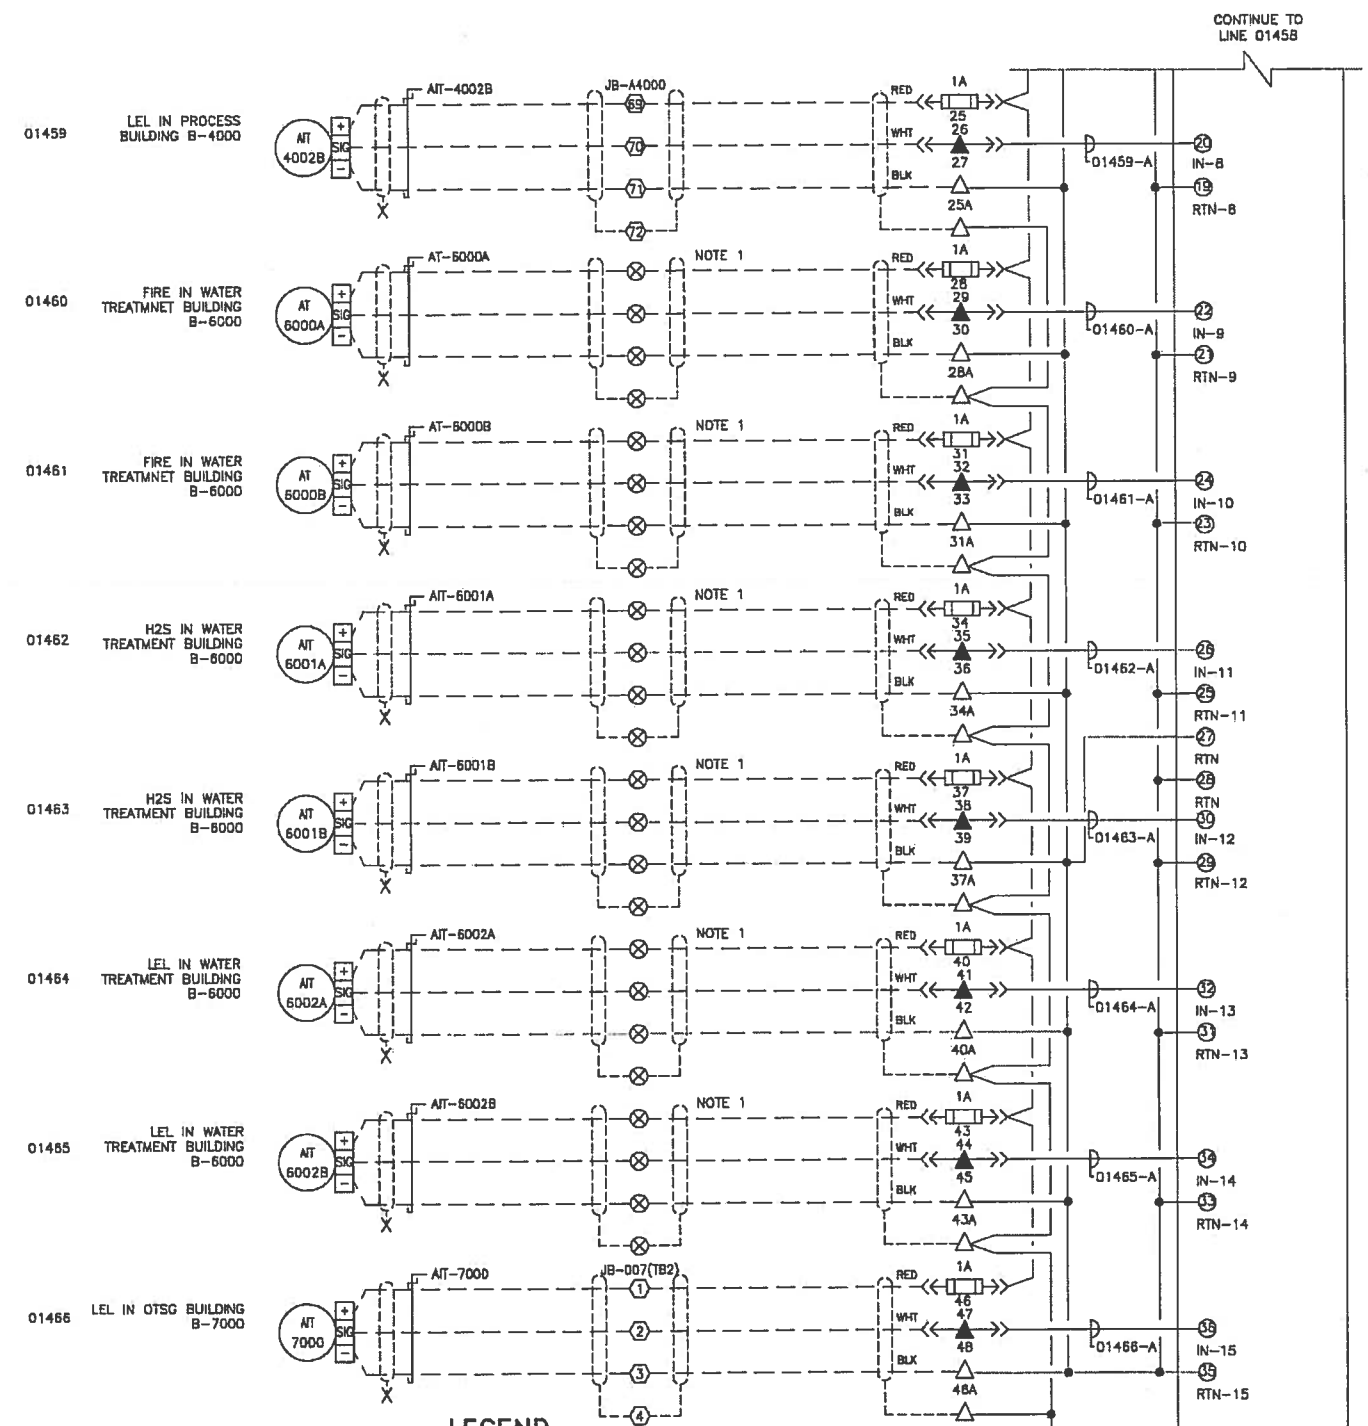 CONTINUE TO
LINE 01458
01459
LEL IN PROCESS
BUILDING B-4000
AIT
4002B
+
SIG
-
X
AIT-4002B
JB-A4000
69
70
71
72
RED
WHT
BLK
1A
25
26
27
25A
01459-A
20
IN-8
19
RTN-8
01460
FIRE IN WATER
TREATMNET BUILDING
B-6000
AT
6000A
+
SIG
-
X
AT-6000A
NOTE 1
RED
WHT
BLK
1A
28
29
30
28A
01460-A
22
IN-9
21
RTN-9
01461
FIRE IN WATER
TREATMNET BUILDING
B-6000
AT
6000B
+
SIG
-
X
AT-6000B
NOTE 1
RED
WHT
BLK
1A
31
32
33
31A
01461-A
24
IN-10
23
RTN-10
01462
H2S IN WATER
TREATMENT BUILDING
B-6000
AIT
6001A
+
SIG
-
X
AIT-6001A
NOTE 1
RED
WHT
BLK
1A
34
35
36
34A
01462-A
26
IN-11
25
RTN-11
27
RTN
28
RTN
01463
H2S IN WATER
TREATMENT BUILDING
B-6000
AIT
6001B
+
SIG
-
X
AIT-6001B
NOTE 1
RED
WHT
BLK
1A
37
38
39
37A
01463-A
30
IN-12
29
RTN-12
01464
LEL IN WATER
TREATMENT BUILDING
B-6000
AIT
6002A
+
SIG
-
X
AIT-6002A
NOTE 1
RED
WHT
BLK
1A
40
41
42
40A
01464-A
32
IN-13
31
RTN-13
01465
LEL IN WATER
TREATMENT BUILDING
B-6000
AIT
6002B
+
SIG
-
X
AIT-6002B
NOTE 1
RED
WHT
BLK
1A
43
44
45
43A
01465-A
34
IN-14
33
RTN-14
01466
LEL IN OTSG BUILDING
B-7000
AIT
7000
+
SIG
-
X
AIT-7000
JB-007(TB2)
1
2
3
4
RED
WHT
BLK
1A
46
47
48
46A
01466-A
36
IN-15
35
RTN-15
LEGEND